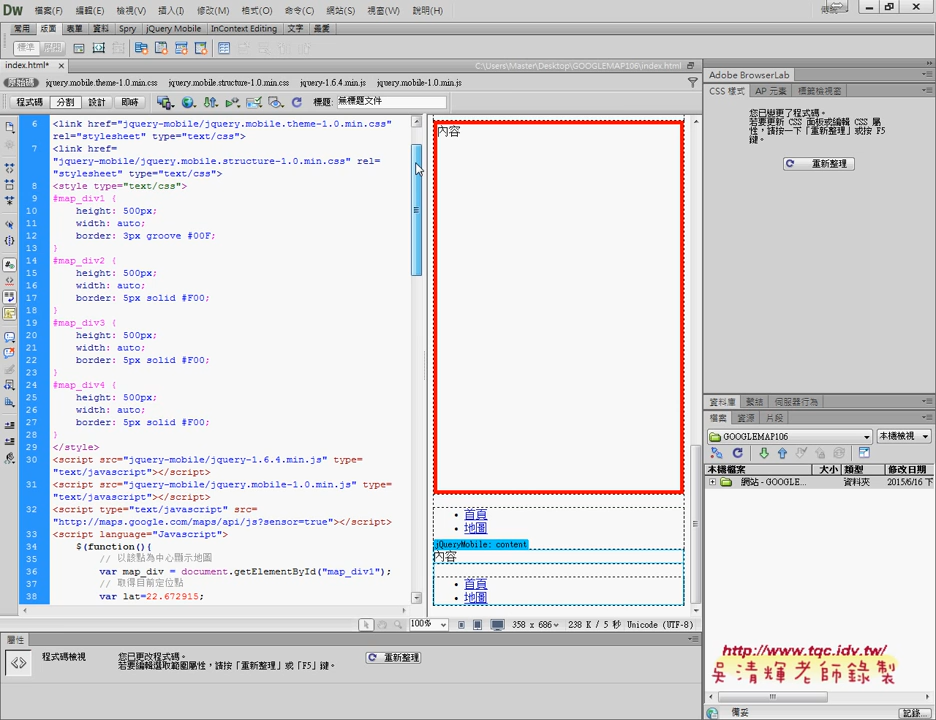 Dw 檔案(F) 編輯(E) 檢視(V) 插入(I) 修改(M) 格式(O) 命令(C) 網站(S) 視窗(W) 說明(H)
常用 版面 表單 資料 Spry jQuery Mobile InContext Editing 文字 最愛
標準 展開
index.html* ×
C:\Users\Master\Desktop\GOOGLEMAP106\index.html
原始碼 jquery.mobile.theme-1.0.min.css jquery.mobile.structure-1.0.min.css jquery-1.6.4.min.js jquery.mobile-1.0.min.js
程式碼 分割 設計 即時 標題: 無標題文件
6 <link href="jquery-mobile/jquery.mobile.theme-1.0.min.css"
rel="stylesheet" type="text/css">
7 <link href=
"jquery-mobile/jquery.mobile.structure-1.0.min.css" rel=
"stylesheet" type="text/css">
8 <style type="text/css">
9 #map_div1 {
10 height: 500px;
11 width: auto;
12 border: 3px groove #00F;
13 }
14 #map_div2 {
15 height: 500px;
16 width: auto;
17 border: 5px solid #F00;
18 }
19 #map_div3 {
20 height: 500px;
21 width: auto;
22 border: 5px solid #F00;
23 }
24 #map_div4 {
25 height: 500px;
26 width: auto;
27 border: 5px solid #F00;
28 }
29 </style>
30 <script src="jquery-mobile/jquery-1.6.4.min.js" type=
"text/javascript"></script>
31 <script src="jquery-mobile/jquery.mobile-1.0.min.js" type=
"text/javascript"></script>
32 <script type="text/javascript" src=
"http://maps.google.com/maps/api/js?sensor=true"></script>
33 <script language="Javascript">
34 $(function(){
35 // 以該點為中心顯示地圖
36 var map_div = document.getElementById("map_div1");
37 // 取得目前定位點
38 var lat=22.672915;
內容
首頁
地圖
jQueryMobile: content
內容
首頁
地圖
100% 358 x 686 238 K / 5 秒 Unicode (UTF-8)
屬性
程式碼檢視 您已更改程式碼。
若要編輯選取範圍屬性，請按「重新整理」或「F5」鍵。
重新整理
Adobe BrowserLab
CSS 樣式 AP 元素 標籤檢視器
您已變更了程式碼。
若要更新 CSS 面板或編輯 CSS 屬
性，請按一下「重新整理」或按 F5
鍵。
重新整理
資料庫 繫結 伺服器行為
檔案 資源 片段
GOOGLEMAP106 本機檢視
本機檔案 大小 類型 修改日期
網站 - GOOGLE... 資料夾 2015/6/16 下
http://www.tqc.idv.tw/
吳清輝老師錄製
備妥 記錄...